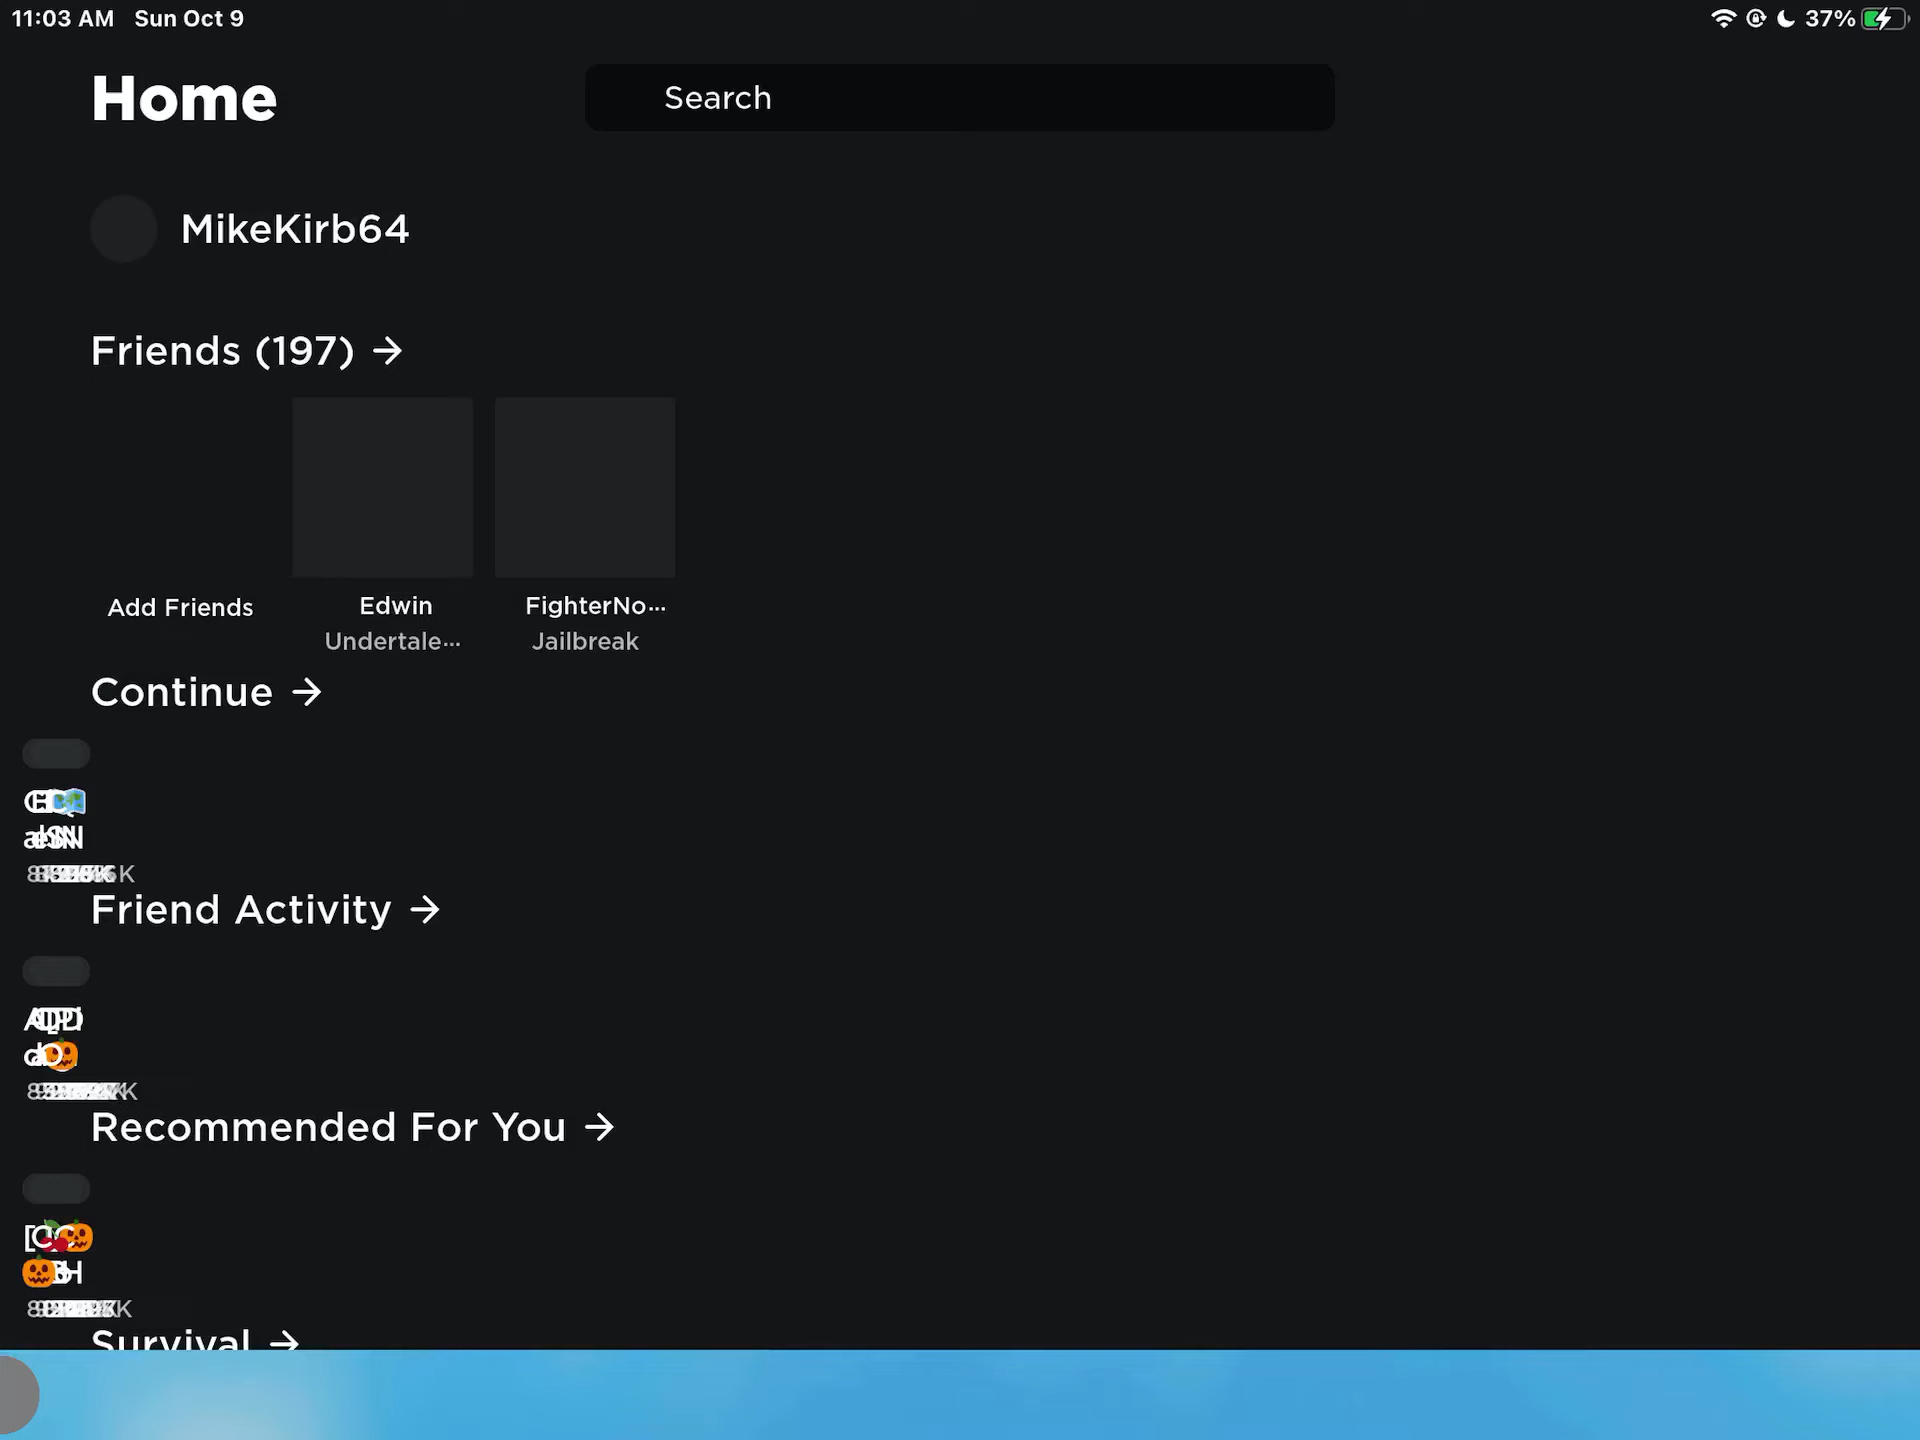 11:03 AM Sun Oct 9
37%
Home
Search
MikeKirb64
Friends (197) →
Add Friends
Edwin
FighterNo...
Undertale...
Jailbreak
Continue →
Friend Activity →
Recommended For You →
Survival →